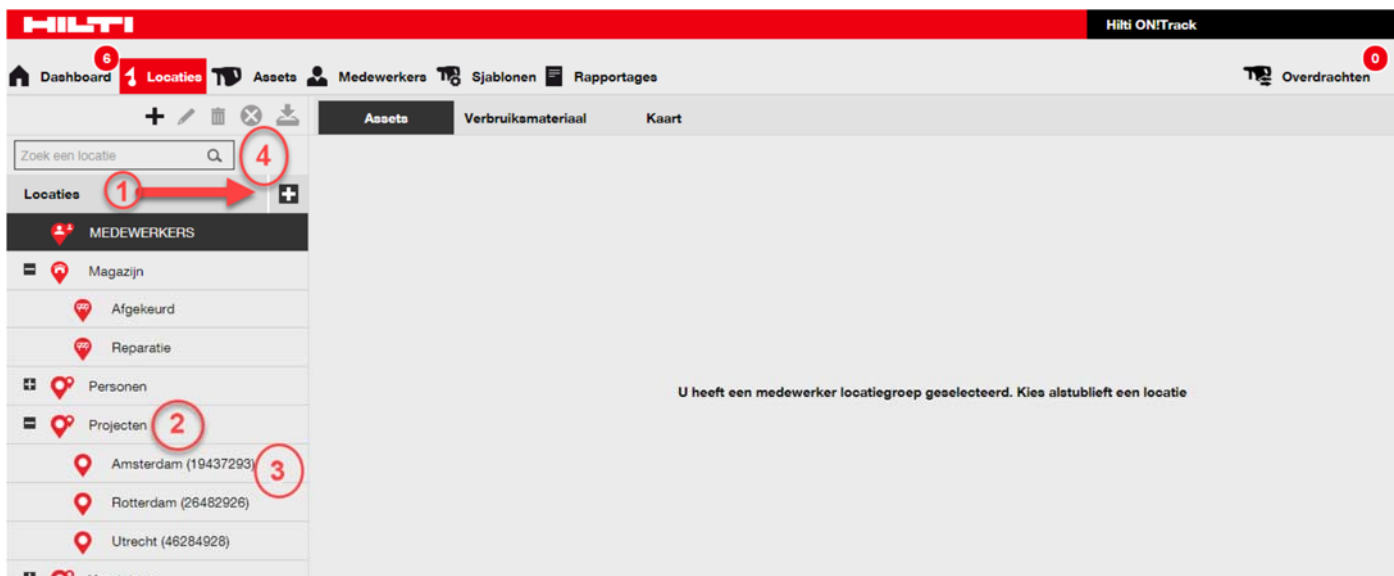 HILTI
Hilti ON!Track
6
0
Dashboard Locaties Assets Medewerkers Sjablonen Rapportages Overdrachten
Assets Verbruiksmateriaal Kaart
Zoek een locatie 4
Locaties 1
MEDEWERKERS
Magazijn
Afgekeurd
Reparatie
Personen
U heeft een medewerker locatiegroep geselecteerd. Kies alstublieft een locatie
Projecten 2
Amsterdam (19437293) 3
Rotterdam (26482926)
Utrecht (46284928)